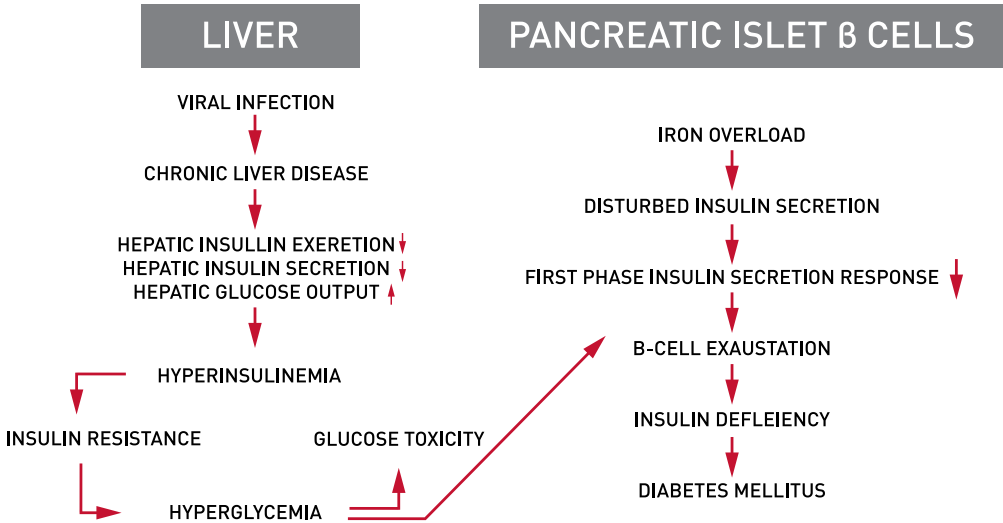 LIVER
VIRAL INFECTION
CHRONIC LIVER DISEASE
HEPATIC INSULLIN EXERETION
HEPATIC INSULIN SECRETION
HEPATIC GLUCOSE OUTPUT
HYPERINSULINEMIA
INSULIN RESISTANCE
GLUCOSE TOXICITY
HYPERGLYCEMIA
PANCREATIC ISLET β CELLS
IRON OVERLOAD
DISTURBED INSULIN SECRETION
FIRST PHASE INSULIN SECRETION RESPONSE
B-CELL EXAUSTATION
INSULIN DEFLEIENCY
DIABETES MELLITUS